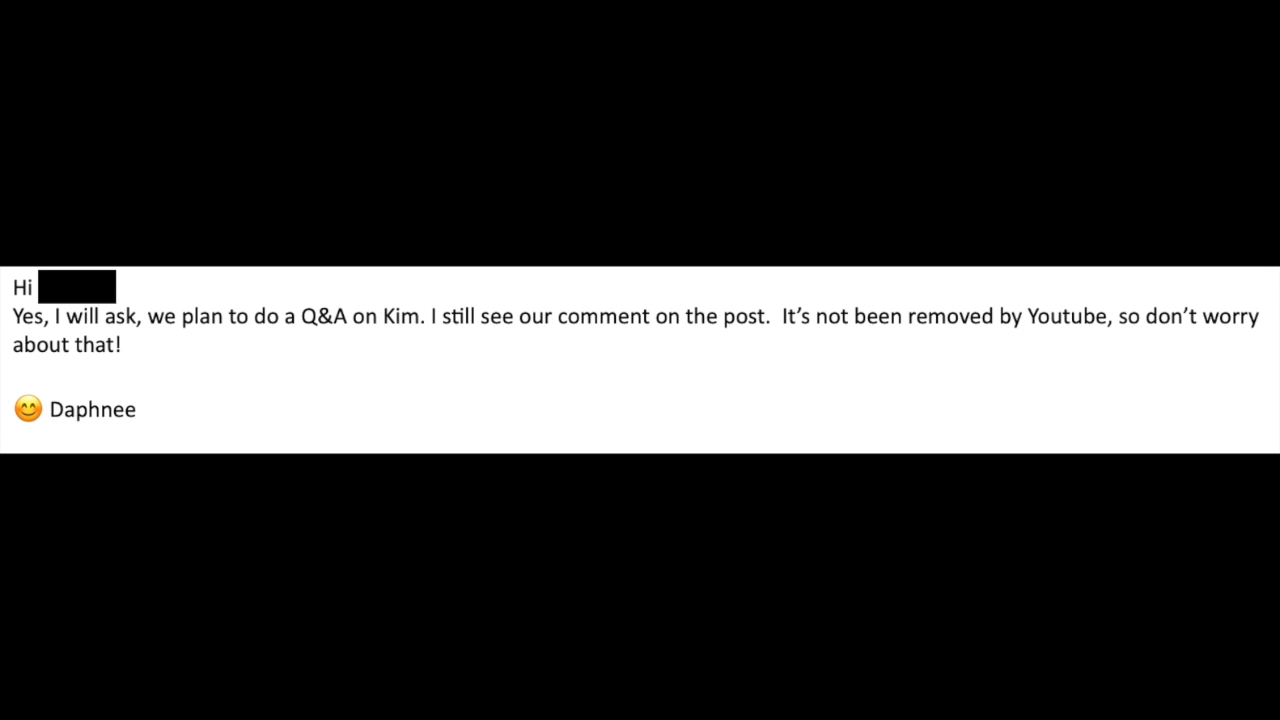 Hi
Yes, I will ask, we plan to do a Q&A on Kim. I still see our comment on the post.  It’s not been removed by Youtube, so don’t worry
about that!
😊 Daphnee